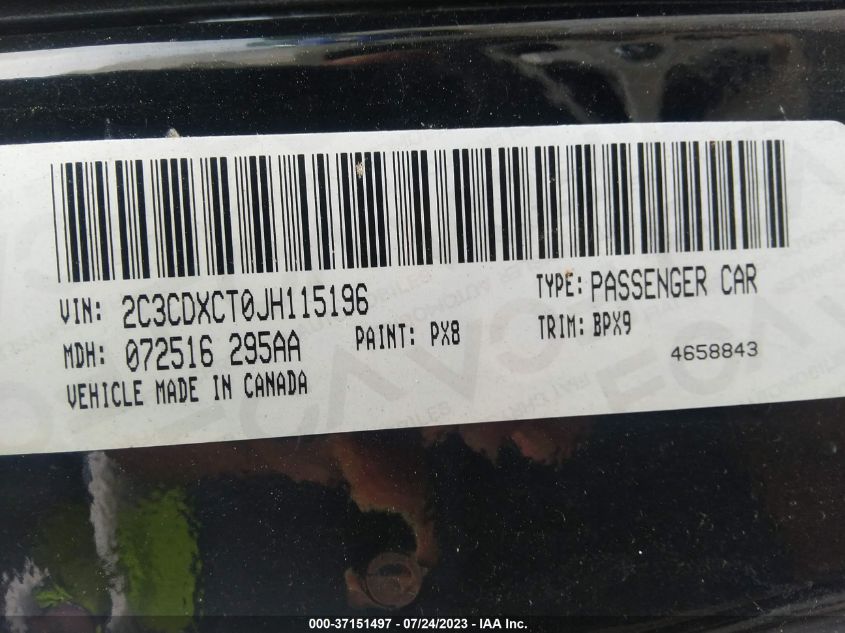 VIN: 2C3CDXCT0JH115196
TYPE: PASSENGER CAR
MDH: 072516 295AA
PAINT: PX8
TRIM: BPX9
4658843
VEHICLE MADE IN CANADA
000-37151497 - 07/24/2023 - IAA Inc.